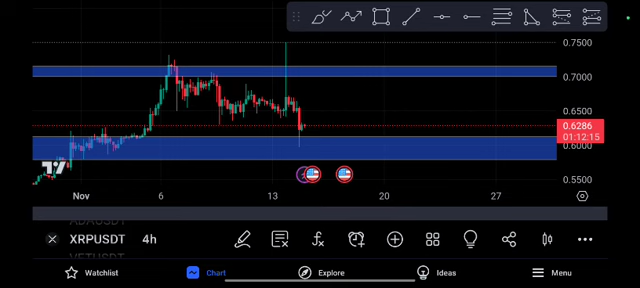 0.7500
0.7000
0.6500
0.6286
01:12:15
0.6000
0.5500
Nov 6 13 20 27
XRPUSDT 4h
Watchlist Chart Explore Ideas Menu